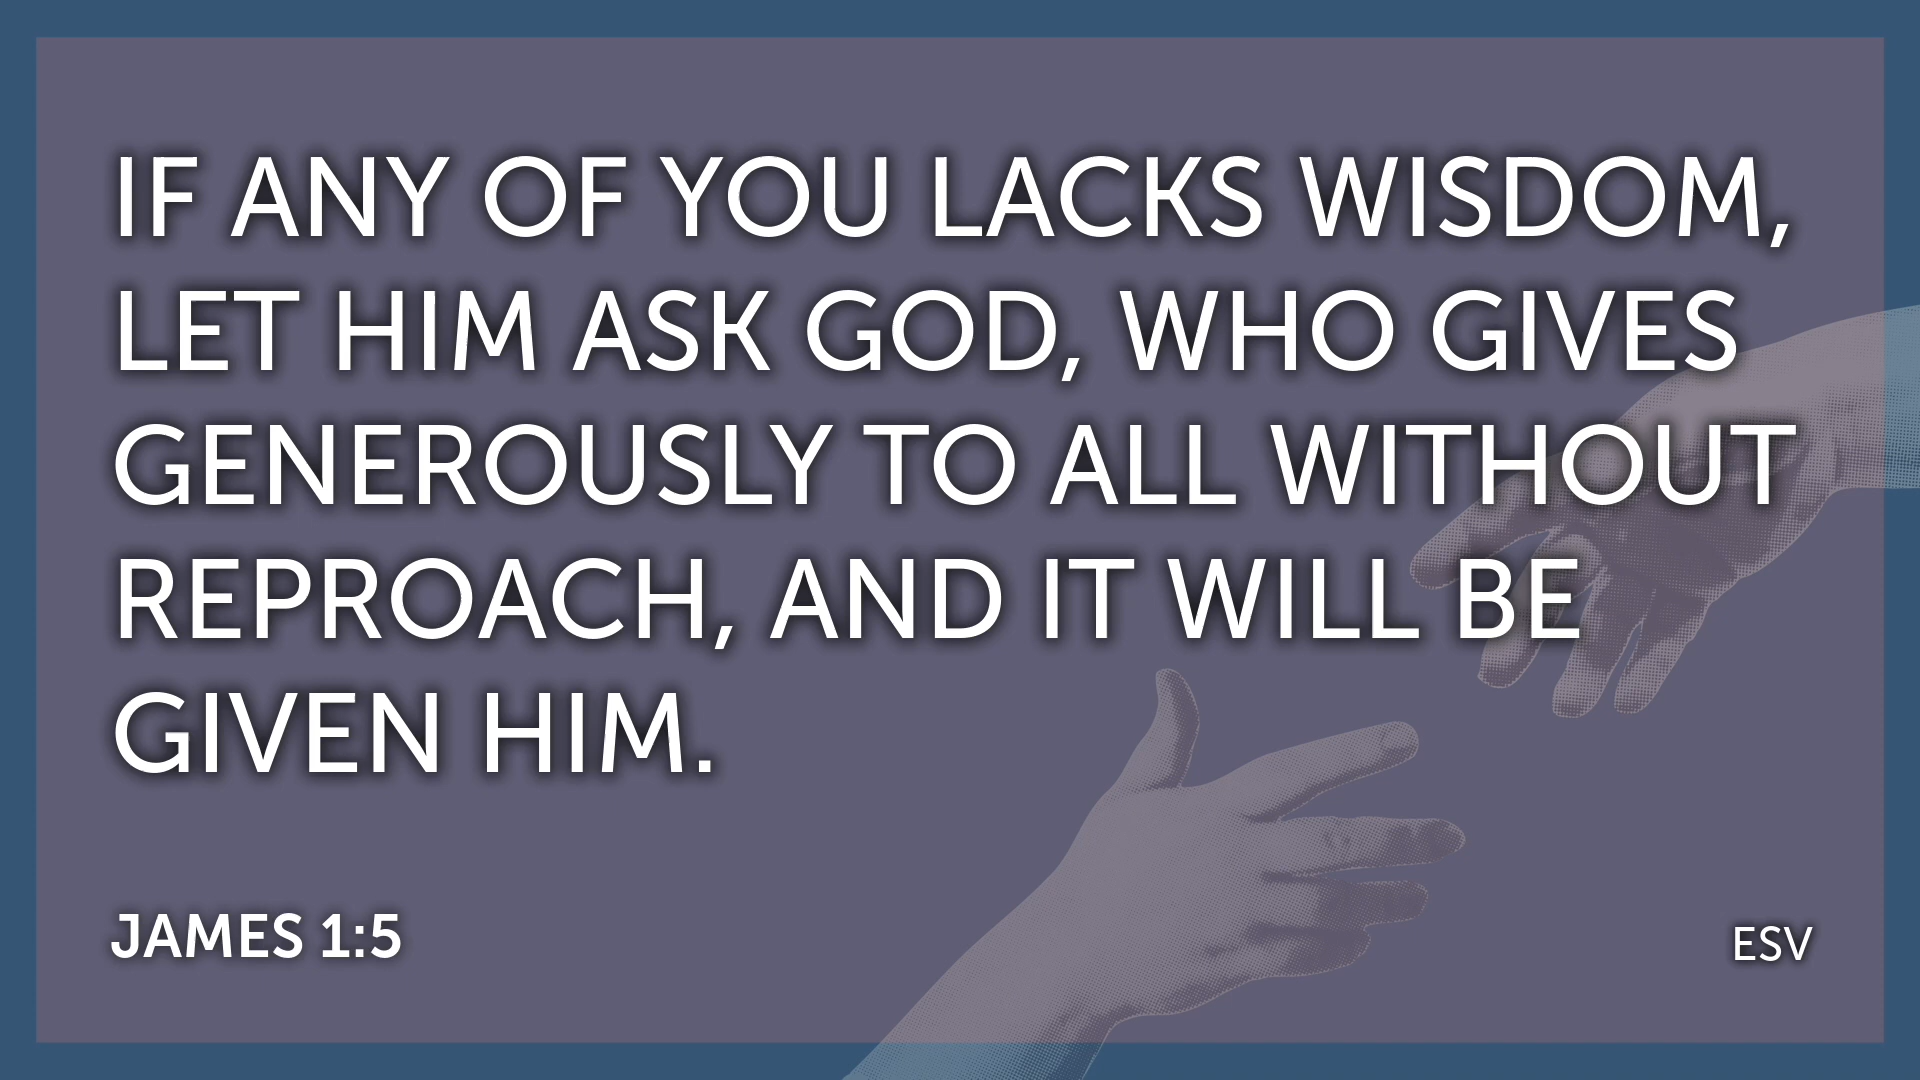 IF ANY OF YOU LACKS WISDOM,
LET HIM ASK GOD, WHO GIVES
GENEROUSLY TO ALL WITHOUT
REPROACH, AND IT WILL BE
GIVEN HIM.
JAMES 1:5
ESV